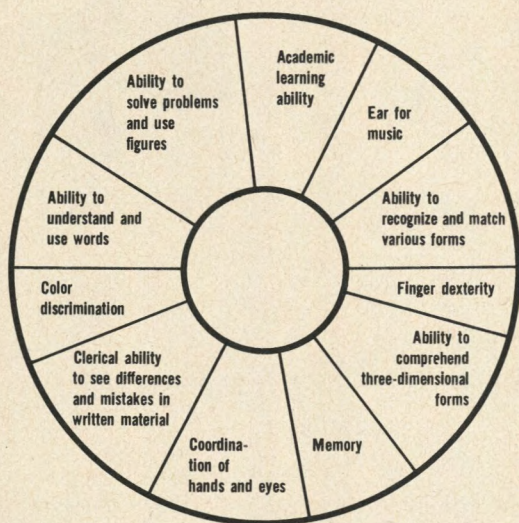 Academic
learning
ability
Ear for
music
Ability to
recognize and match
various forms
Finger dexterity
Ability to
comprehend
three-dimensional
forms
Memory
Coordina-
tion of
hands and eyes
Clerical ability
to see differences
and mistakes in
written material
Color
discrimination
Ability to
understand and
use words
Ability to
solve problems
and use
figures